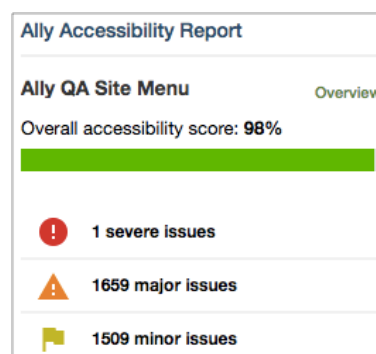 Ally Accessibility Report
Ally QA Site Menu
Overview
Overall accessibility score: 98%
1 severe issues
1659 major issues
1509 minor issues